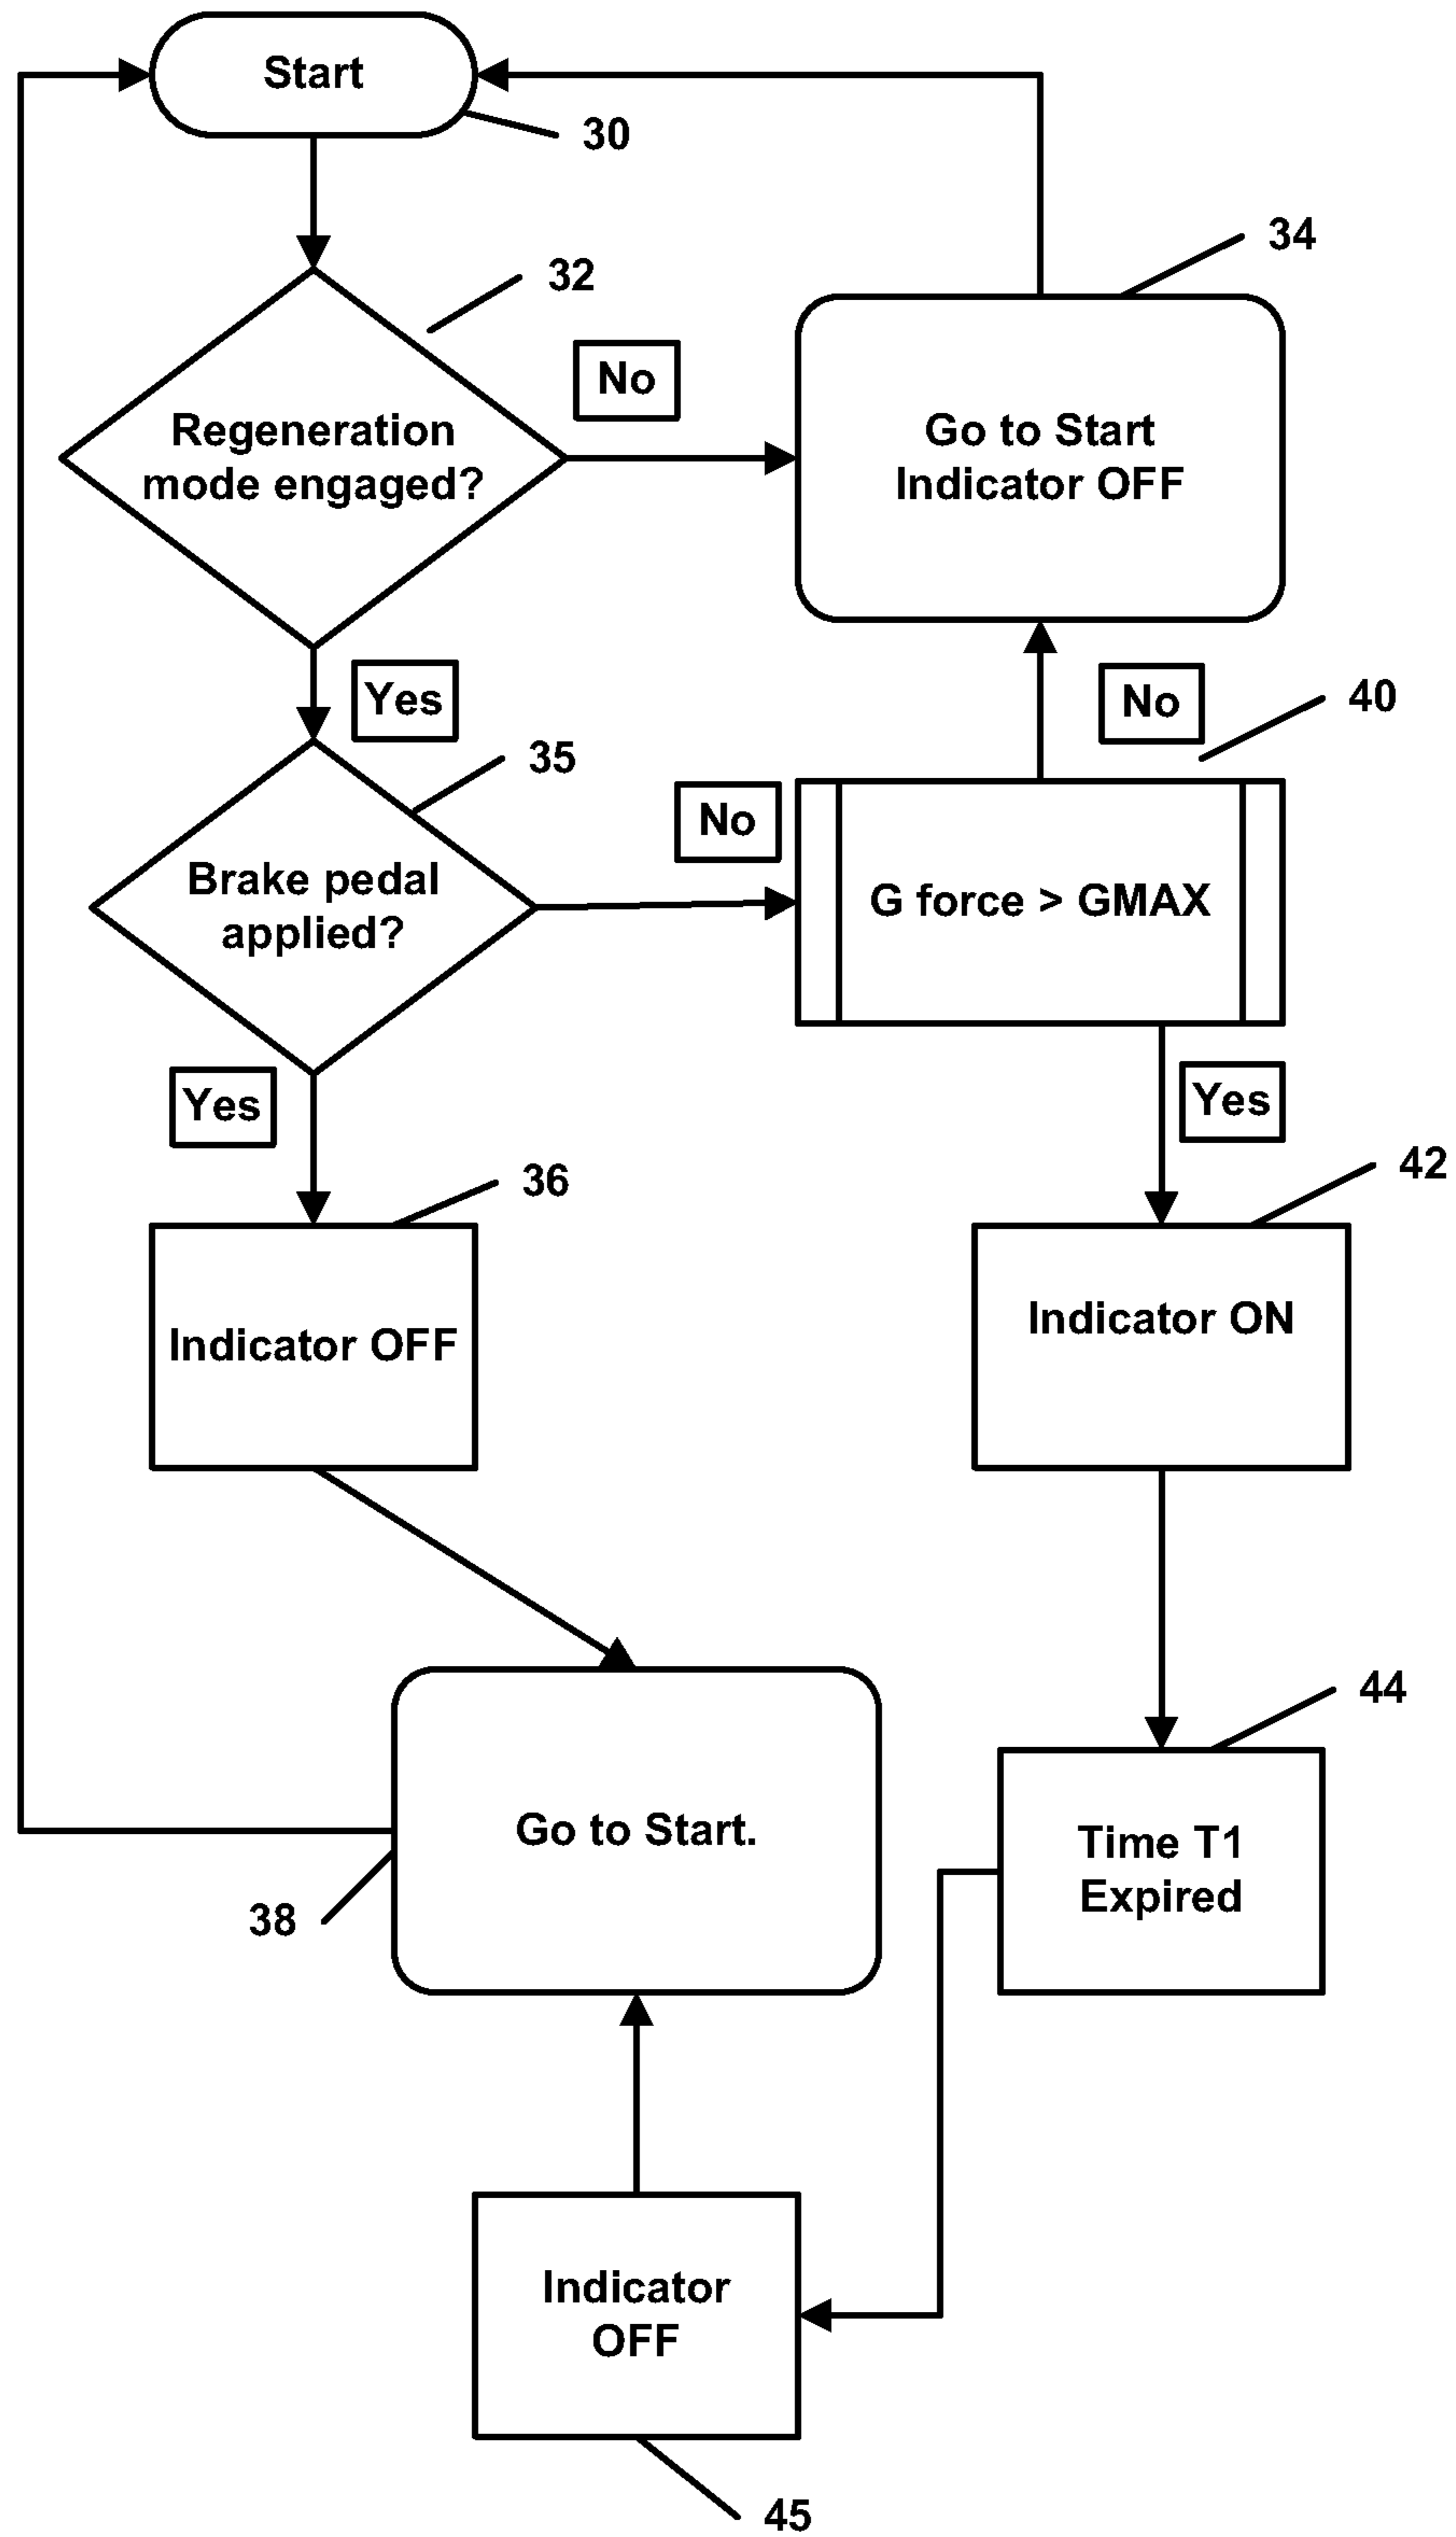 Start
30
34
32
No
Regeneration
mode engaged?
Go to Start
Indicator OFF
Yes
No
40
35
No
Brake pedal
applied?
G force > GMAX
Yes
Yes
36
42
Indicator OFF
Indicator ON
44
Go to Start.
Time T1
Expired
38
Indicator
OFF
45